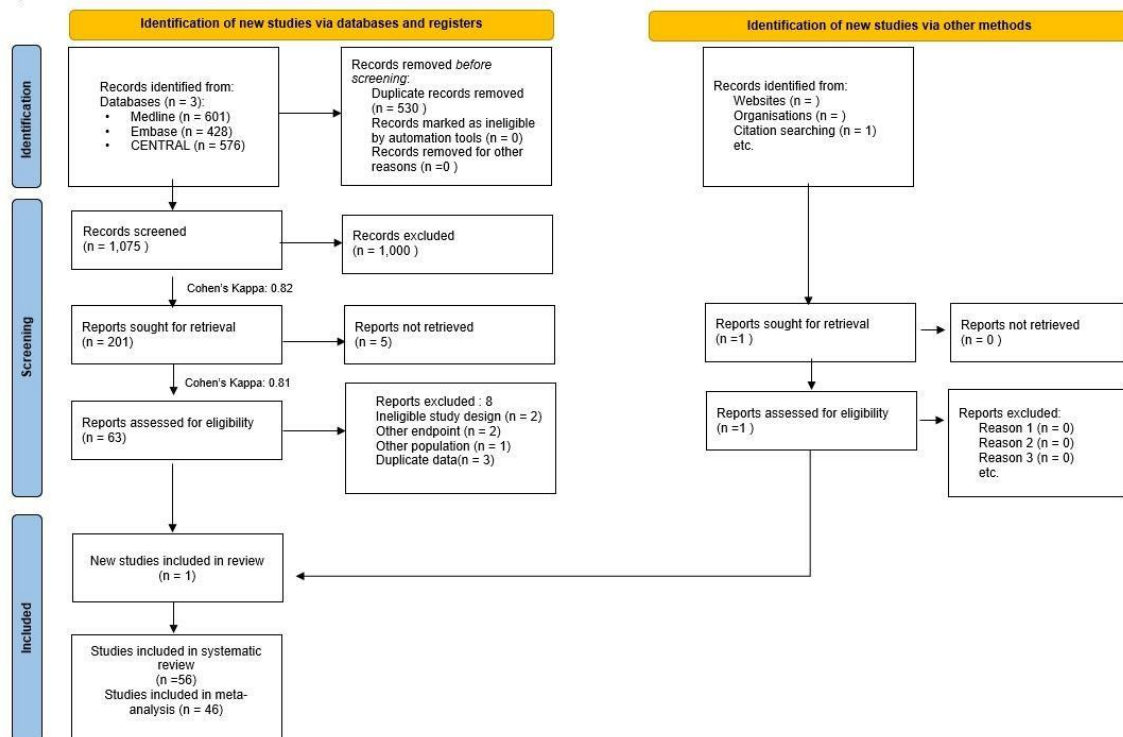 Identification of new studies via databases and registers
Identification of new studies via other methods
Identification
Records identified from:
Databases (n = 3):
• Medline (n = 601)
• Embase (n = 428)
• CENTRAL (n = 576)
Records removed before
screening:
Duplicate records removed
(n = 530 )
Records marked as ineligible
by automation tools (n = 0)
Records removed for other
reasons (n =0 )
Records identified from:
Websites (n = )
Organisations (n = )
Citation searching (n = 1)
etc.
Screening
Records screened
(n = 1,075 )
Records excluded
(n = 1,000 )
Cohen's Kappa: 0.82
Reports sought for retrieval
(n = 201)
Reports not retrieved
(n = 5)
Reports sought for retrieval
(n =1 )
Reports not retrieved
(n = 0 )
Cohen's Kappa: 0.81
Reports assessed for eligibility
(n = 63)
Reports excluded : 8
Ineligible study design (n = 2)
Other endpoint (n = 2)
Other population (n = 1)
Duplicate data(n = 3)
Reports assessed for eligibility
(n =1 )
Reports excluded:
Reason 1 (n = 0)
Reason 2 (n = 0)
Reason 3 (n = 0)
etc.
Included
New studies included in review
(n = 1)
Studies included in systematic
review
(n =56)
Studies included in meta-
analysis (n = 46)